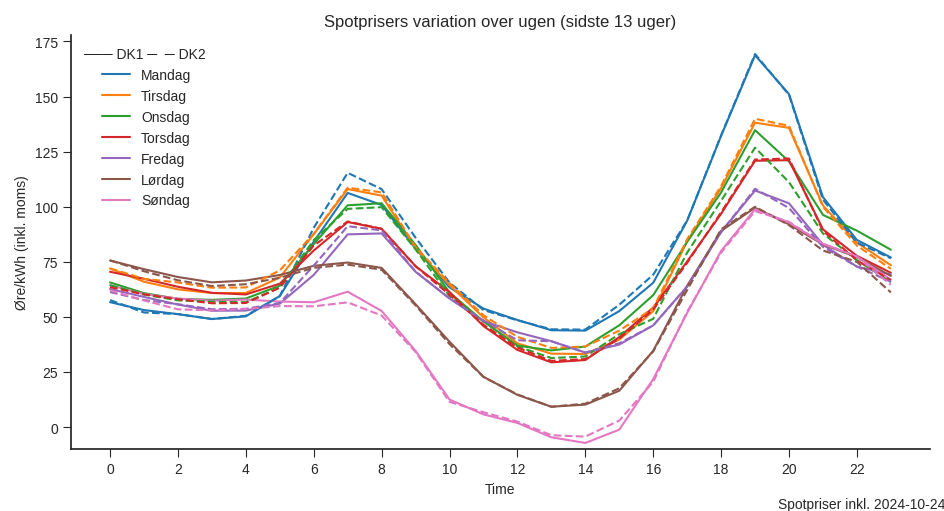 Spotprisers variation over ugen (sidste 13 uger)
Øre/kWh (inkl. moms)
175
150
125
100
75
50
25
0
DK1 DK2
Mandag
Tirsdag
Onsdag
Torsdag
Fredag
Lørdag
Søndag
0 2 4 6 8 10 12 14 16 18 20 22
Time
Spotpriser inkl. 2024-10-24